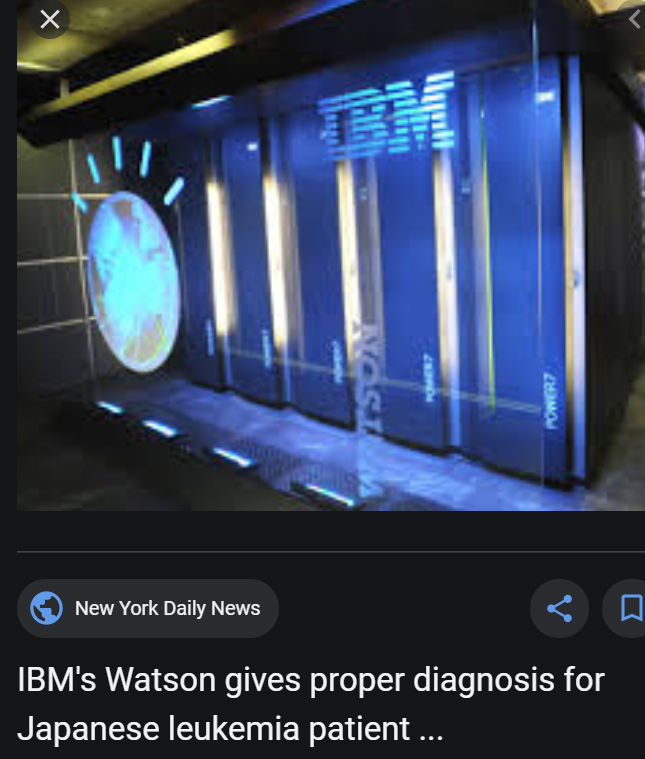 IBM
POWER7
POWER7
WATSON
New York Daily News
IBM's Watson gives proper diagnosis for
Japanese leukemia patient ...